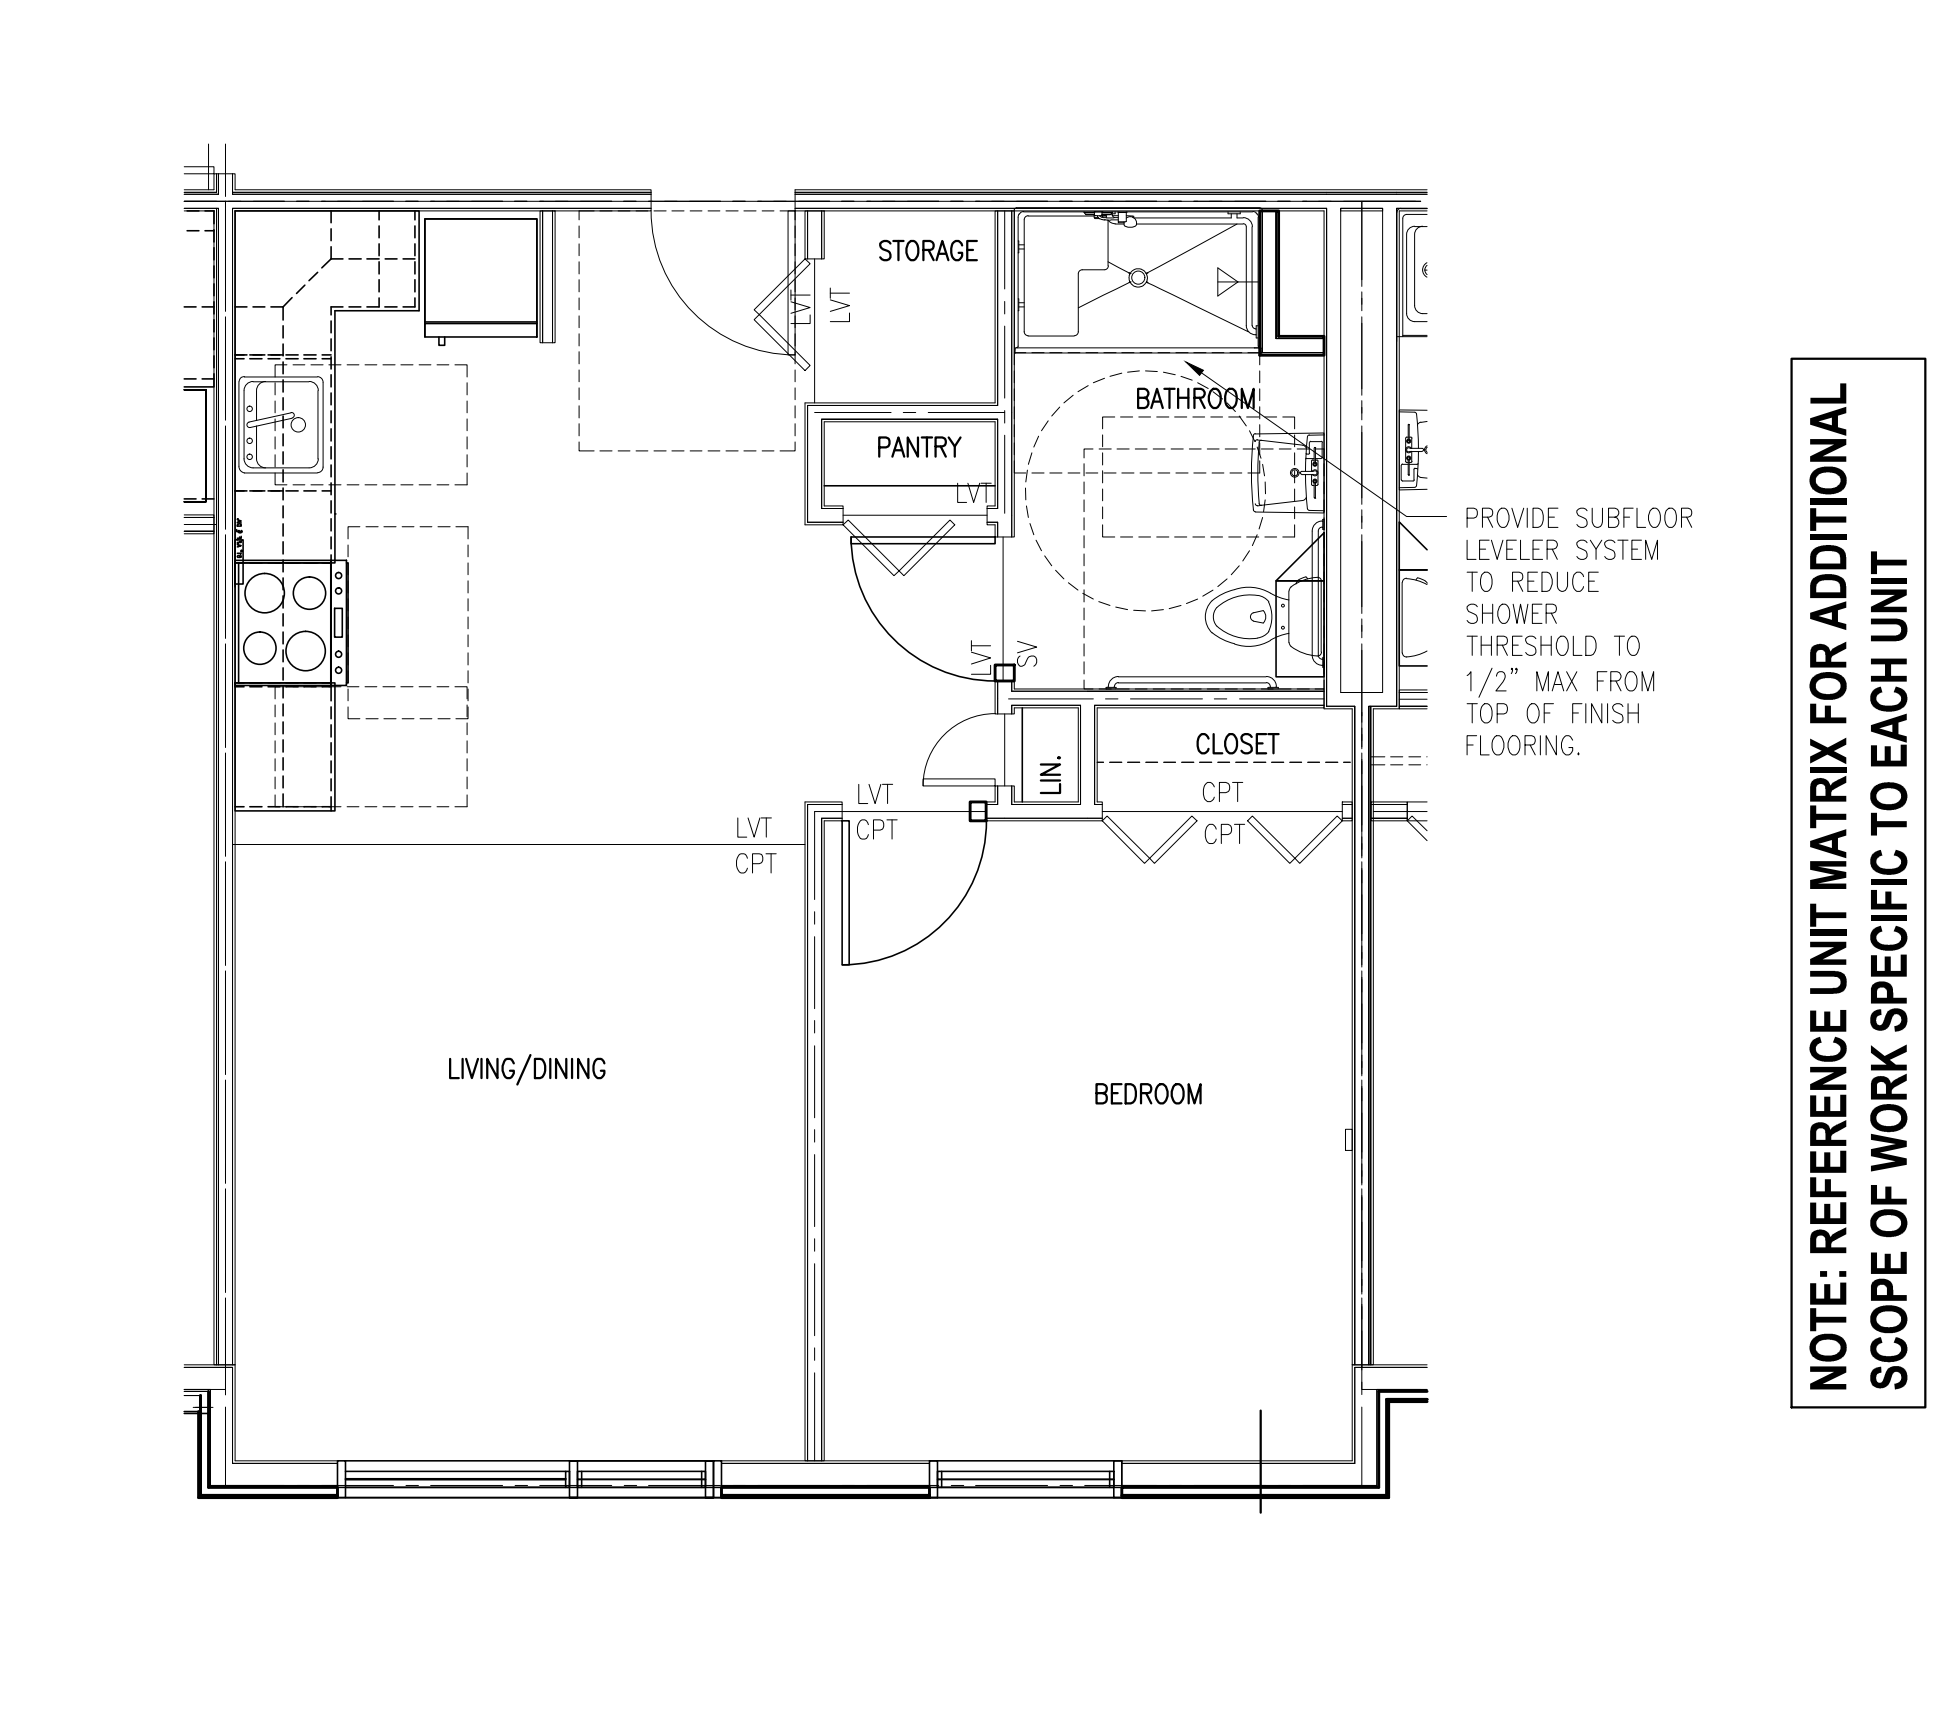 STORAGE
LVT
LVT
BATHROOM
PANTRY
LVT
PROVIDE SUBFLOOR
LEVELER SYSTEM
TO REDUCE
SHOWER
THRESHOLD TO
1/2" MAX FROM
TOP OF FINISH
FLOORING.
LVT
SV
CLOSET
LIN.
CPT
LVT
CPT
CPT
LVT
CPT
LIVING/DINING
BEDROOM
NOTE: REFERENCE UNIT MATRIX FOR ADDITIONAL
SCOPE OF WORK SPECIFIC TO EACH UNIT